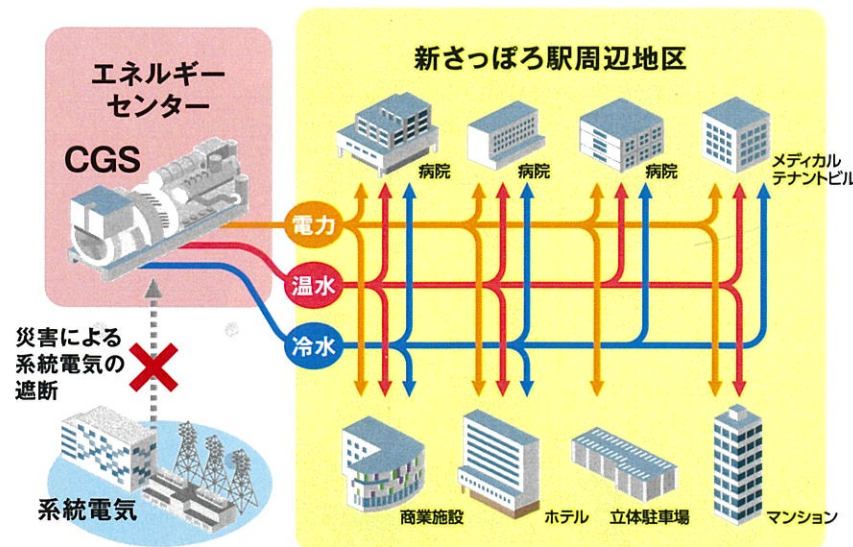 エネルギー
センター
CGS
新さっぽろ駅周辺地区
病院
病院
病院
メディカル
テナントビル
電力
温水
冷水
災害による
系統電気の
遮断
系統電気
商業施設
ホテル
立体駐車場
マンション